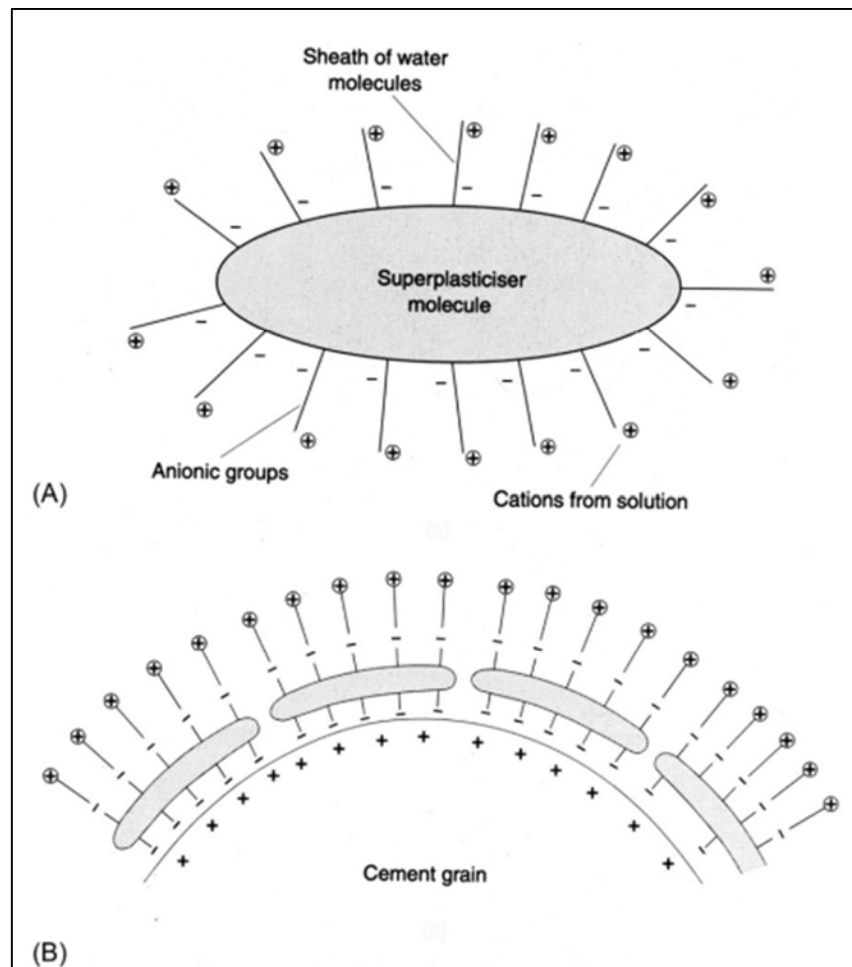 Sheath of water
molecules
Superplasticiser
molecule
Anionic groups
Cations from solution
(A)
(a)
Cement grain
(b)
(B)